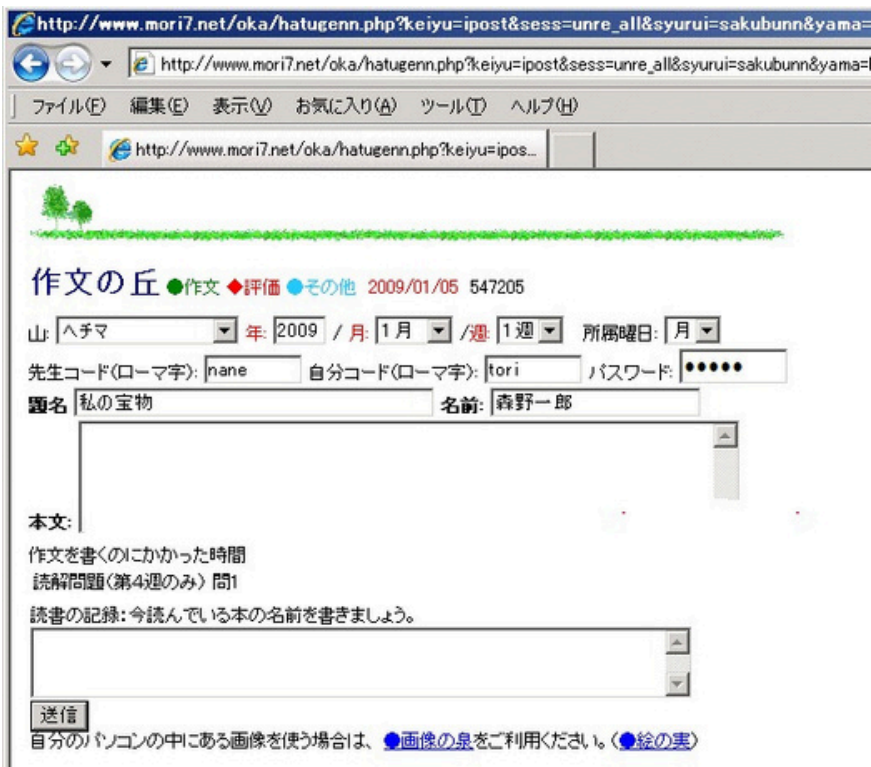 http://www.mori7.net/oka/hatugenn.php?keiyu=ipost&sess=unre_all&syurui=sakubunn&yama=
http://www.mori7.net/oka/hatugenn.php?keiyu=ipost&sess=unre_all&syurui=sakubunn&yama=
ファイル(F) 編集(E) 表示(V) お気に入り(A) ツール(T) ヘルプ(H)
http://www.mori7.net/oka/hatugenn.php?keiyu=ipos...
作文の丘 ●作文 ◆評価 ●その他 2009/01/05 547205
山: ヘチマ 年: 2009 / 月: 1月 /週: 1週 所属曜日: 月
先生コード(ローマ字): nane 自分コード(ローマ字): tori パスワード: ●●●●●
題名 私の宝物 名前: 森野一郎
本文:
作文を書くのにかかった時間
読解問題(第4週のみ) 問1
読書の記録:今読んでいる本の名前を書きましょう。
送信
自分のパソコンの中にある画像を使う場合は、●画像の泉をご利用ください。(●絵の実)